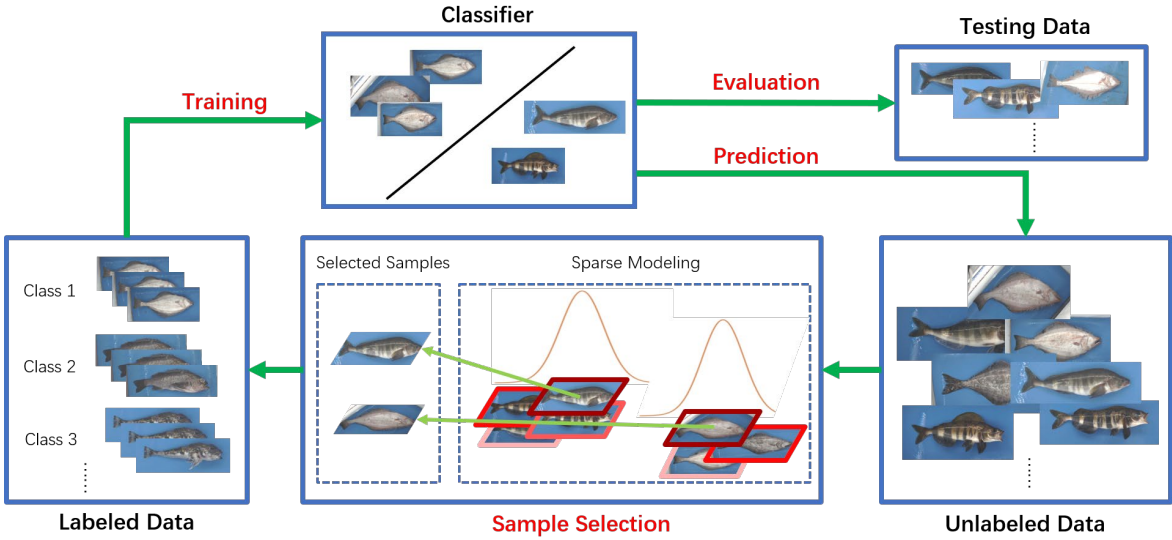 Classifier
Testing Data
Training
Evaluation
Prediction
Selected Samples
Sparse Modeling
Class 1
Class 2
Class 3
Labeled Data
Sample Selection
Unlabeled Data